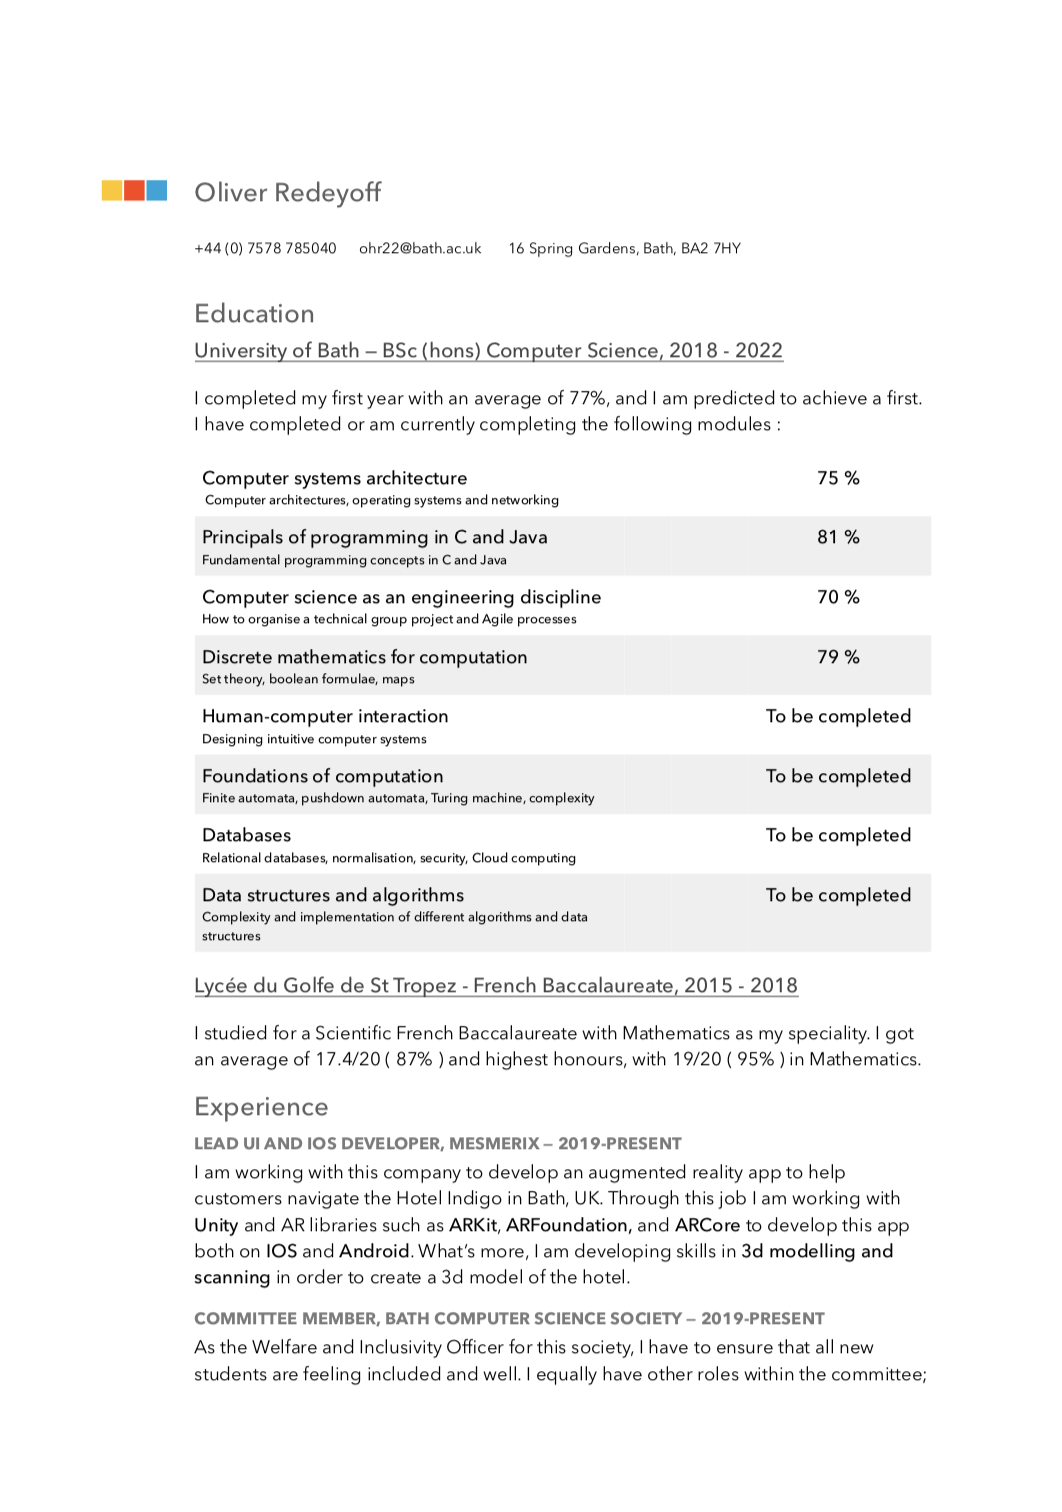 Oliver Redeyoff
+44 (0) 7578 785040 ohr22@bath.ac.uk 16 Spring Gardens, Bath, BA2 7HY
Education
University of Bath – BSc (hons) Computer Science, 2018 - 2022
I completed my first year with an average of 77%, and I am predicted to achieve a first.
I have completed or am currently completing the following modules :
Computer systems architecture 75 %
Computer architectures, operating systems and networking
Principals of programming in C and Java 81 %
Fundamental programming concepts in C and Java
Computer science as an engineering discipline 70 %
How to organise a technical group project and Agile processes
Discrete mathematics for computation 79 %
Set theory, boolean formulae, maps
Human-computer interaction To be completed
Designing intuitive computer systems
Foundations of computation To be completed
Finite automata, pushdown automata, Turing machine, complexity
Databases To be completed
Relational databases, normalisation, security, Cloud computing
Data structures and algorithms To be completed
Complexity and implementation of different algorithms and data
structures
Lycée du Golfe de St Tropez - French Baccalaureate, 2015 - 2018
I studied for a Scientific French Baccalaureate with Mathematics as my speciality. I got
an average of 17.4/20 ( 87% ) and highest honours, with 19/20 ( 95% ) in Mathematics.
Experience
LEAD UI AND IOS DEVELOPER, MESMERIX – 2019-PRESENT
I am working with this company to develop an augmented reality app to help
customers navigate the Hotel Indigo in Bath, UK. Through this job I am working with
Unity and AR libraries such as ARKit, ARFoundation, and ARCore to develop this app
both on IOS and Android. What's more, I am developing skills in 3d modelling and
scanning in order to create a 3d model of the hotel.
COMMITTEE MEMBER, BATH COMPUTER SCIENCE SOCIETY – 2019-PRESENT
As the Welfare and Inclusivity Officer for this society, I have to ensure that all new
students are feeling included and well. I equally have other roles within the committee;